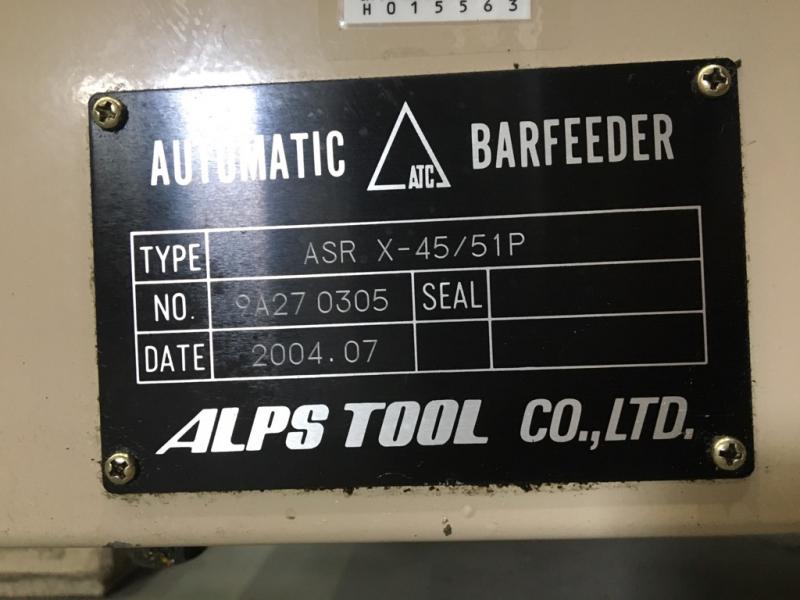 H015563
AUTOMATIC ATC BARFEEDER
TYPE ASR X-45/51P
NO. 9A27 0305 SEAL
DATE 2004.07
ALPS TOOL CO.,LTD.